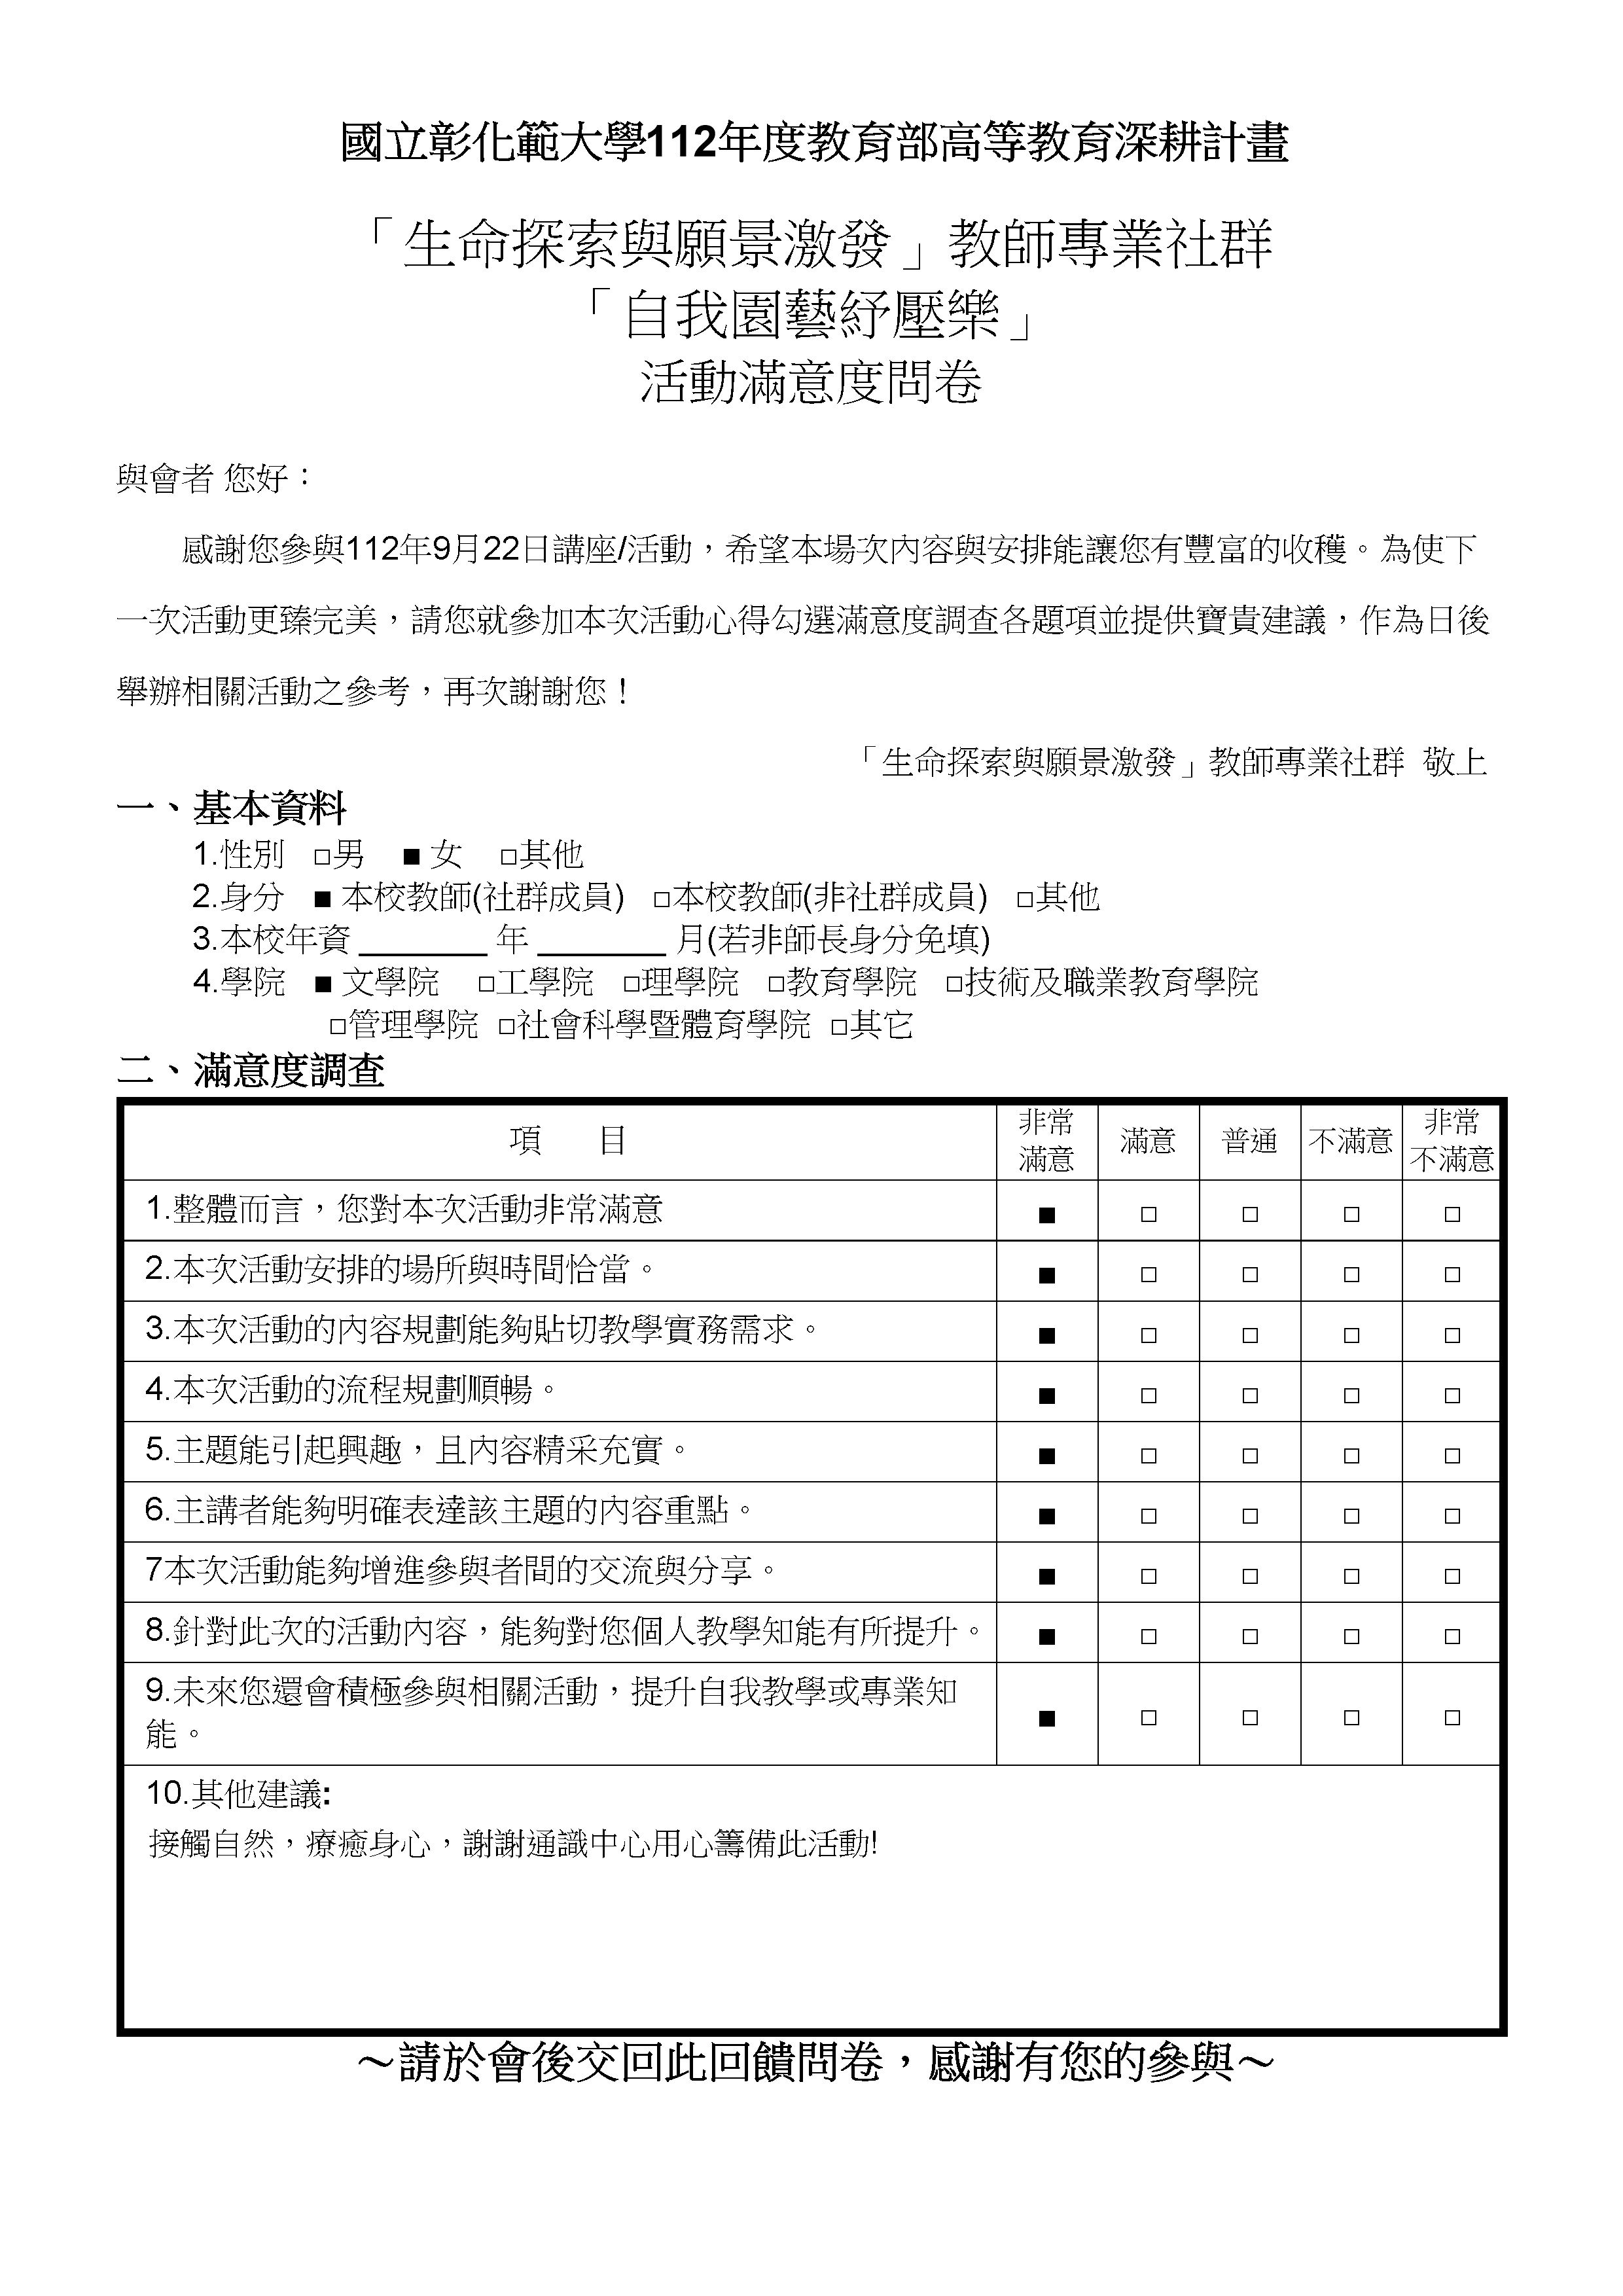 國立彰化範大學112年度教育部高等教育深耕計畫
「生命探索與願景激發」教師專業社群
「自我園藝紓壓樂」
活動滿意度問卷
與會者 您好：
感謝您參與112年9月22日講座/活動，希望本場次內容與安排能讓您有豐富的收穫。為使下
一次活動更臻完美，請您就參加本次活動心得勾選滿意度調查各題項並提供寶貴建議，作為日後
舉辦相關活動之參考，再次謝謝您！
「生命探索與願景激發」教師專業社群 敬上
一、基本資料
1.性別 □男 ■ 女 □其他
2.身分 ■ 本校教師(社群成員) □本校教師(非社群成員) □其他
3.本校年資 _______ 年 _______ 月(若非師長身分免填)
4.學院 ■ 文學院 □工學院 □理學院 □教育學院 □技術及職業教育學院
□管理學院 □社會科學暨體育學院 □其它
二、滿意度調查
項 目 非常滿意 滿意 普通 不滿意 非常不滿意
1.整體而言，您對本次活動非常滿意 ■ □ □ □ □
2.本次活動安排的場所與時間恰當。 ■ □ □ □ □
3.本次活動的內容規劃能夠貼切教學實務需求。 ■ □ □ □ □
4.本次活動的流程規劃順暢。 ■ □ □ □ □
5.主題能引起興趣，且內容精采充實。 ■ □ □ □ □
6.主講者能夠明確表達該主題的內容重點。 ■ □ □ □ □
7本次活動能夠增進參與者間的交流與分享。 ■ □ □ □ □
8.針對此次的活動內容，能夠對您個人教學知能有所提升。 ■ □ □ □ □
9.未來您還會積極參與相關活動，提升自我教學或專業知
能。 ■ □ □ □ □
10.其他建議:
接觸自然，療癒身心，謝謝通識中心用心籌備此活動!
～請於會後交回此回饋問卷，感謝有您的參與～